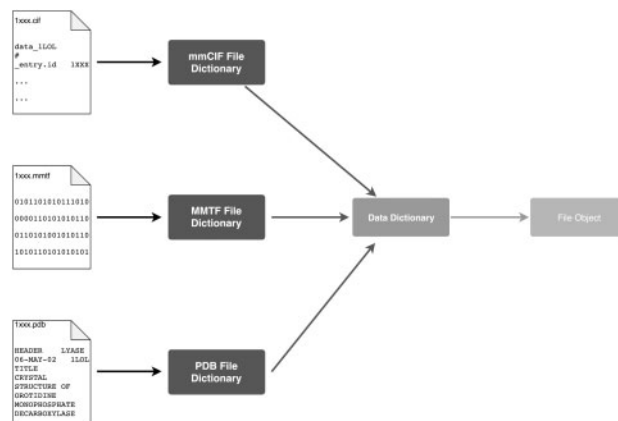 1xxx.cif
data_1LOL
#
_entry.id 1XXX
...
...
mmCIF File
Dictionary
1xxx.mmtf
0101101010111010
0000110101010110
0110101001010110
1010110101010101
MMTF File
Dictionary
Data Dictionary
File Object
1xxx.pdb
HEADER LYASE
06-MAY-02 1LOL
TITLE
CRYSTAL
STRUCTURE OF
OROTIDINE
MONOPHOSPHATE
DECARBOXYLASE
PDB File
Dictionary